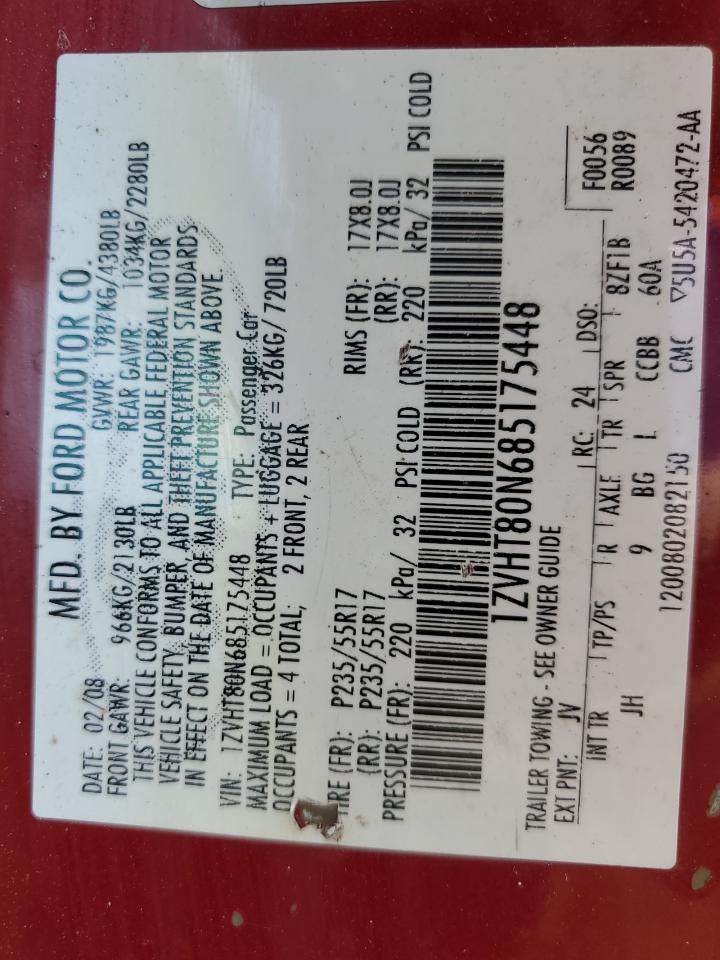 MFD. BY FORD MOTOR CO.
DATE: 02/08 GVWR: 1987KG/4380LB
FRONT GAWR: 966KG/2130LB REAR GAWR: 1034KG/2280LB
THIS VEHICLE CONFORMS TO ALL APPLICABLE FEDERAL MOTOR
VEHICLE SAFETY, BUMPER, AND THEFT PREVENTION STANDARDS
IN EFFECT ON THE DATE OF MANUFACTURE SHOWN ABOVE
VIN: 1ZVHT80N685175448 TYPE: Passenger Car
MAXIMUM LOAD = OCCUPANTS + LUGGAGE = 326KG/720LB
OCCUPANTS = 4 TOTAL, 2 FRONT, 2 REAR
TIRE (FR): P235/55R17 RIMS (FR): 17X8.0J
(RR): P235/55R17 (RR): 17X8.0J
PRESSURE (FR): 220 kPa/ 32 PSI COLD (RR): 220 kPa/ 32 PSI COLD
1ZVHT80N685175448
TRAILER TOWING - SEE OWNER GUIDE
EXT PNT: JV RC: 24 DSO: F0056
R0089
INT TR TP/PS R AXLE TR SPR 8ZF1B
JH 9 BG L CCBB 60A
1200802082150 CMC ▽5U5A-5420472-AA